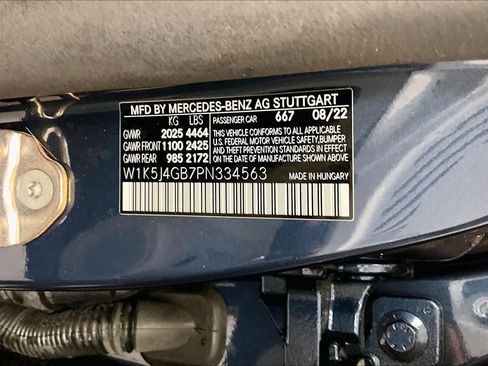 MFD BY MERCEDES-BENZ AG STUTTGART
KG LBS PASSENGER CAR 667 08/22
GVWR 2025 4464 THIS VEHICLE CONFORMS TO ALL APPLICABLE
GAWR FRONT 1100 2425 U.S. FEDERAL MOTOR VEHICLE SAFETY, BUMPER
AND THEFT PREVENTION STANDARDS IN EFFECT
GAWR REAR 985 2172 ON THE DATE OF MANUFACTURE SHOWN ABOVE.
W1K5J4GB7PN334563 MADE IN HUNGARY